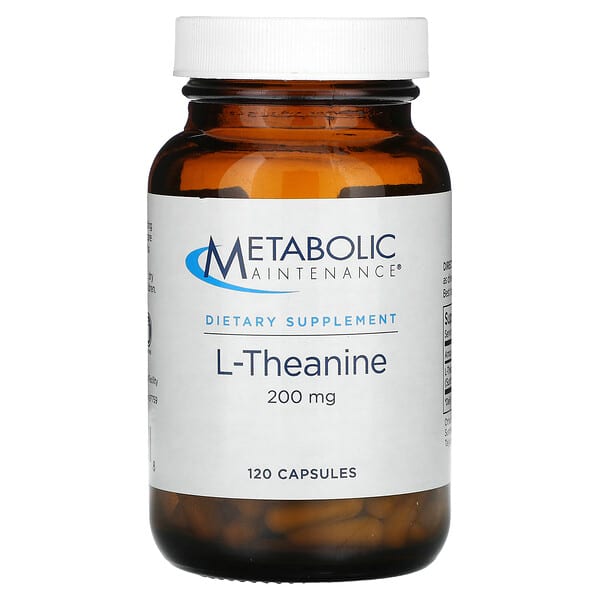 METABOLIC
MAINTENANCE®
DIETARY SUPPLEMENT
L-Theanine
200 mg
120 CAPSULES